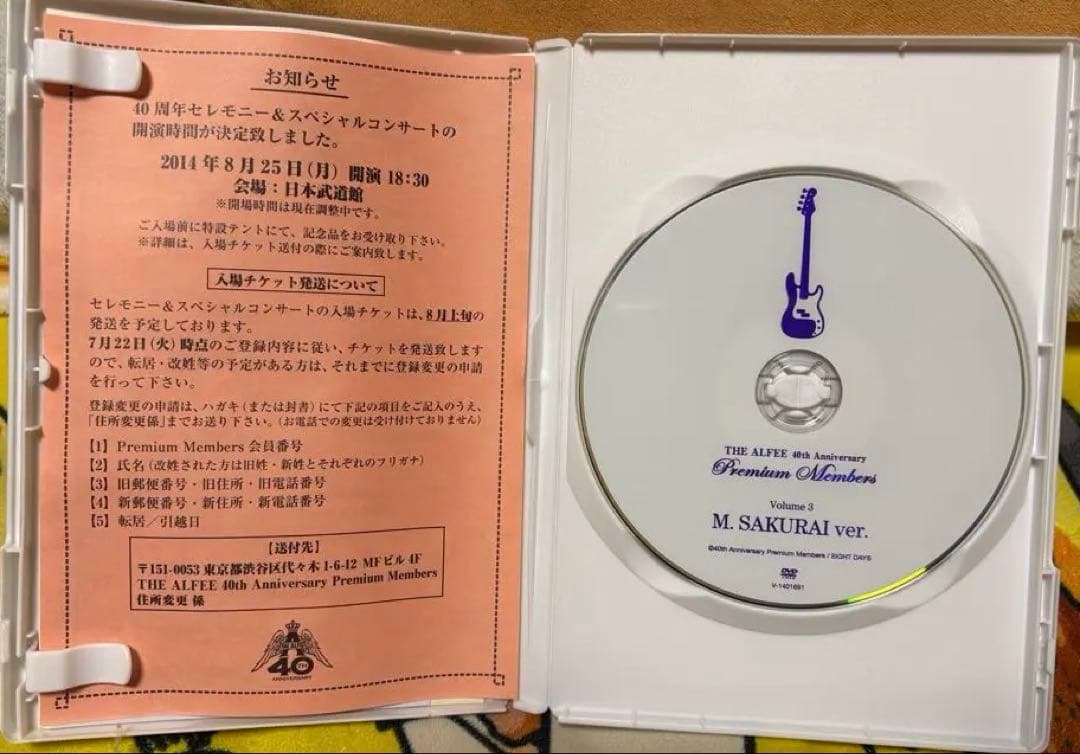 お知らせ
40周年セレモニー＆スペシャルコンサートの
開演時間が決定致しました。
2014年8月25日(月) 開演 18:30
会場：日本武道館
※開場時間は現在調整中です。
ご入場前に特設テントにて、記念品をお受け取り下さい。
※詳細は、入場チケット送付の際にご案内致します。
入場チケット発送について
セレモニー＆スペシャルコンサートの入場チケットは、8月上旬の
発送を予定しております。
7月22日(火)時点のご登録内容に従い、チケットを発送致します
ので、転居・改姓等の予定がある方は、それまでに登録変更の申請
を行って下さい。
登録変更の申請は、ハガキ(または封書)にて下記の項目をご記入のうえ、
「住所変更係」までお送り下さい。(お電話での変更は受け付けておりません)
【1】Premium Members 会員番号
【2】氏名(改姓された方は旧姓・新姓とそれぞれのフリガナ)
【3】旧郵便番号・旧住所・旧電話番号
【4】新郵便番号・新住所・新電話番号
【5】転居／引越日
【送付先】
〒151-0053 東京都渋谷区代々木 1-6-12 MFビル4F
THE ALFEE 40th Anniversary Premium Members
住所変更 係
40TH
ANNIVERSARY
THE ALFEE 40th Anniversary
Premium Members
Volume 3
M. SAKURAI ver.
©40th Anniversary Premium Members / EIGHT DAYS
DVD
V-1401691